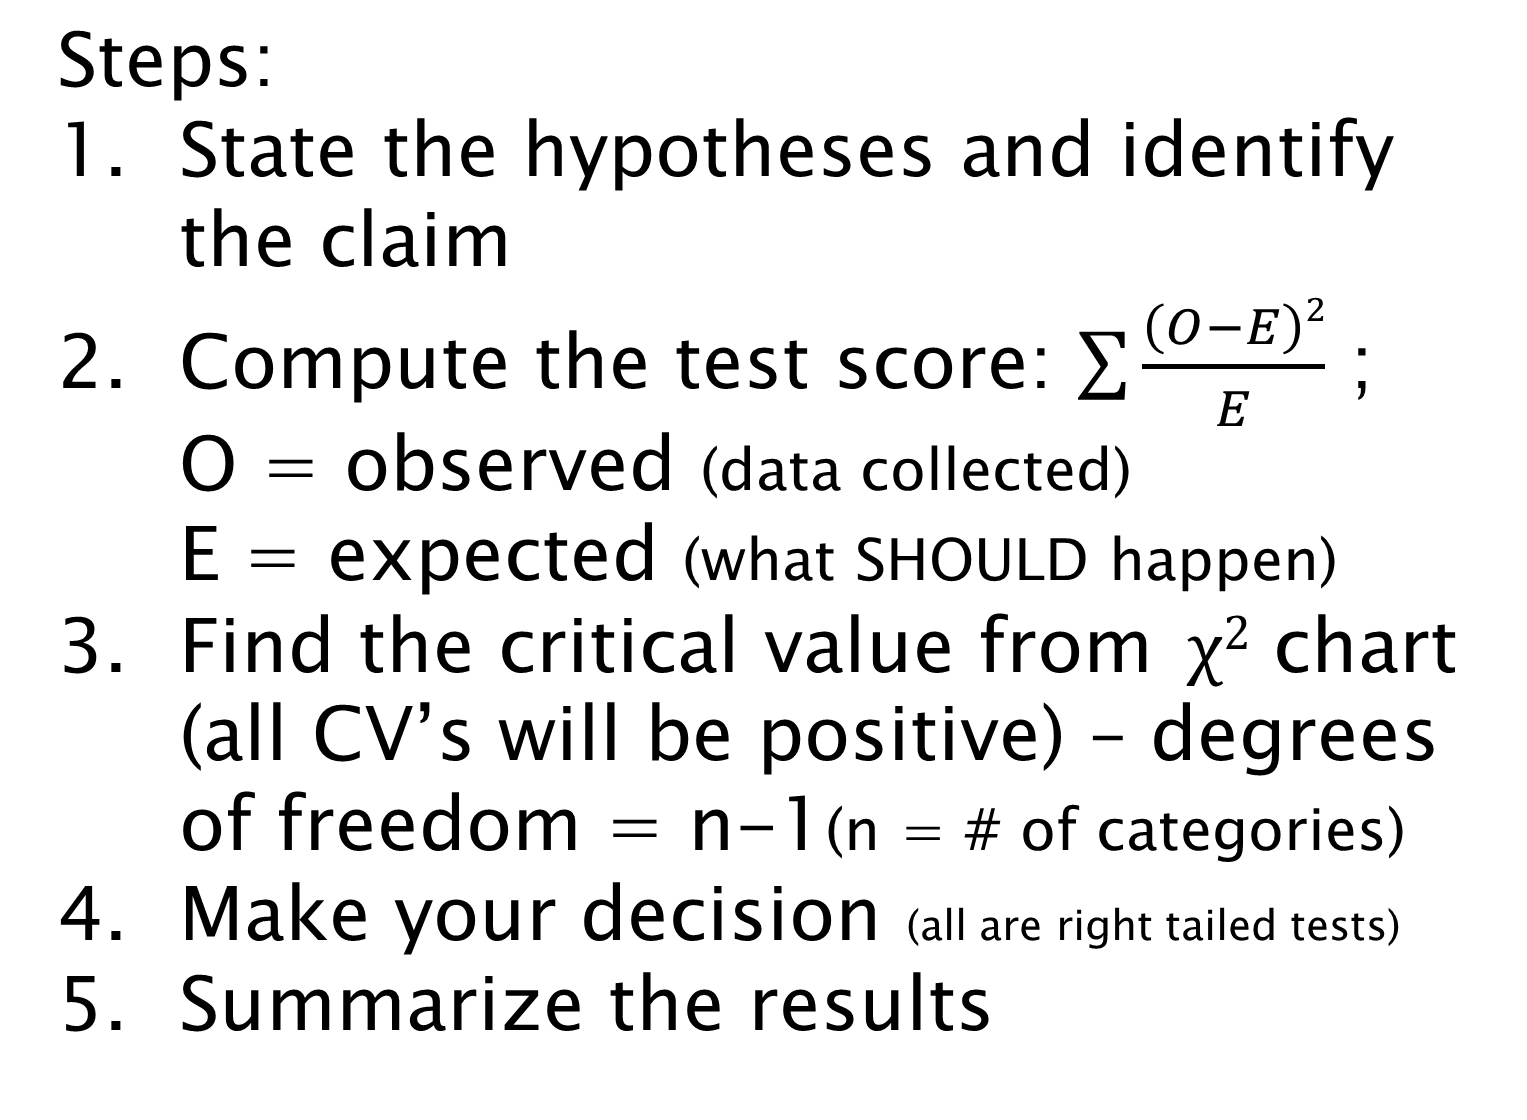 Steps:
1. State the hypotheses and identify
the claim
2. Compute the test score: ∑(O−E)²/E ;
O = observed (data collected)
E = expected (what SHOULD happen)
3. Find the critical value from χ² chart
(all CV’s will be positive) – degrees
of freedom = n–1(n = # of categories)
4. Make your decision (all are right tailed tests)
5. Summarize the results